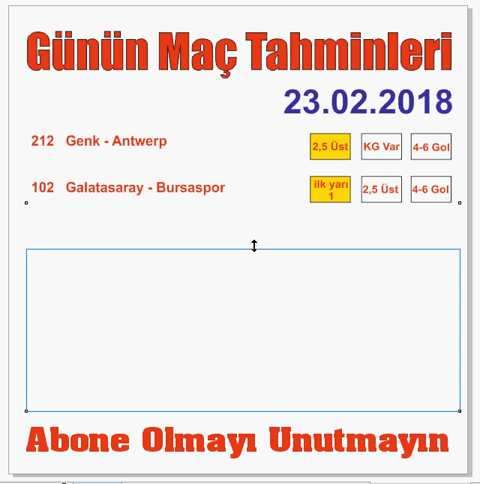 Günün Maç Tahminleri
23.02.2018
212 Genk - Antwerp 2,5 Üst KG Var 4-6 Gol
102 Galatasaray - Bursaspor ilk yarı 1 2,5 Üst 4-6 Gol
Abone Olmayı Unutmayın